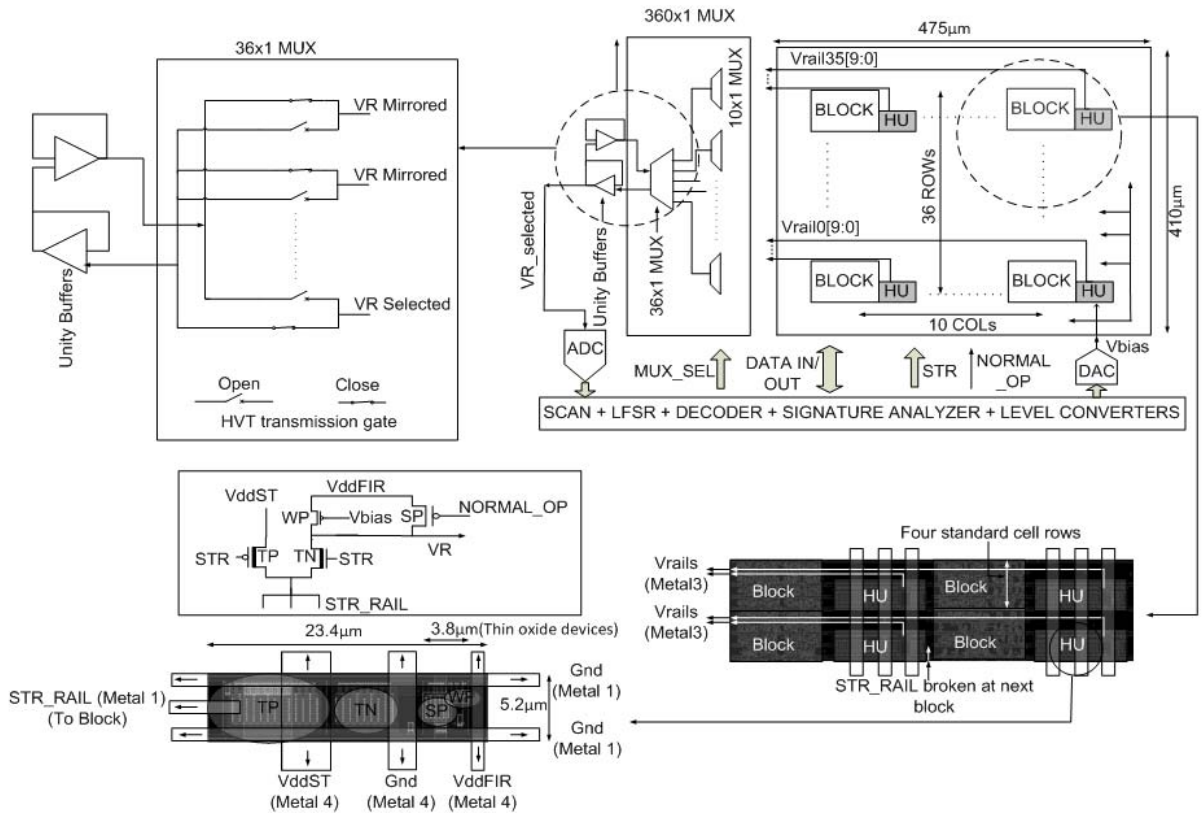 360x1 MUX
36x1 MUX
VR Mirrored
VR Mirrored
VR Selected
Unity Buffers
Open
Close
HVT transmission gate
10x1 MUX
VR_selected
Unity Buffers
36x1 MUX
ADC
475µm
Vrail35[9:0]
BLOCK
HU
BLOCK
HU
36 ROWs
410µm
Vrail0[9:0]
BLOCK
HU
BLOCK
HU
10 COLs
Vbias
MUX_SEL
DATA IN/
OUT
STR
NORMAL
_OP
DAC
SCAN + LFSR + DECODER + SIGNATURE ANALYZER + LEVEL CONVERTERS
VddST
VddFIR
WP
Vbias
SP
NORMAL_OP
STR
TP
TN
STR
VR
STR_RAIL
Four standard cell rows
Vrails
(Metal3)
Block
HU
Block
HU
Vrails
(Metal3)
Block
HU
Block
HU
STR_RAIL broken at next
block
23.4µm
3.8µm(Thin oxide devices)
STR_RAIL (Metal 1)
(To Block)
TP
TN
SP
WP
Gnd
(Metal 1)
5.2µm
Gnd
(Metal 1)
VddST
(Metal 4)
Gnd
(Metal 4)
VddFIR
(Metal 4)